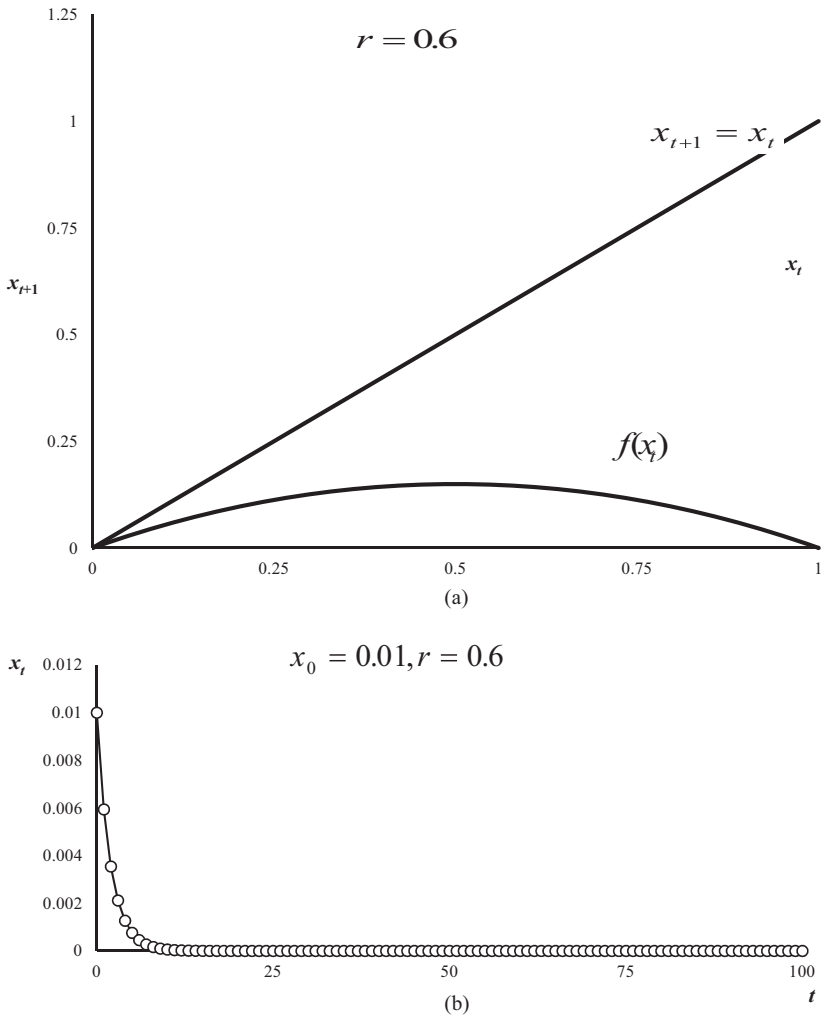 1.25
r = 0.6
1
x_{t+1} = x_t
0.75
x_t
x_{t+1}
0.5
0.25
f(x_t)
0
0 0.25 0.5 0.75 1
(a)
x_t 0.012
x_0 = 0.01, r = 0.6
0.01
0.008
0.006
0.004
0.002
0
0 25 50 75 100
t
(b)